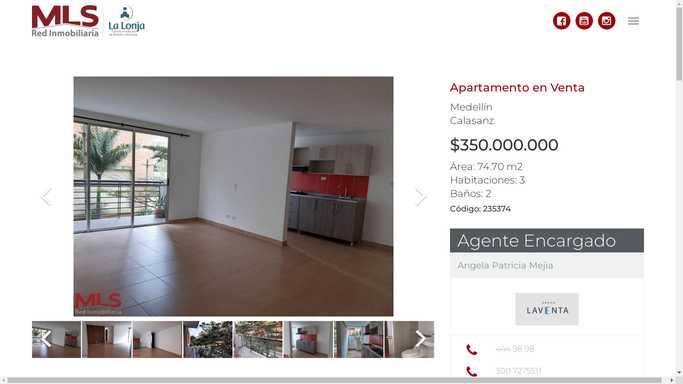 MLS
Red Inmobiliaria
La Lonja
Apartamento en Venta
Medellín
Calasanz
$350.000.000
Área: 74.70 m2
Habitaciones: 3
Baños: 2
Código: 235374
MLS
Red Inmobiliaria
Agente Encargado
Angela Patricia Mejia
LAVENTA
444 98 98
300 7275511